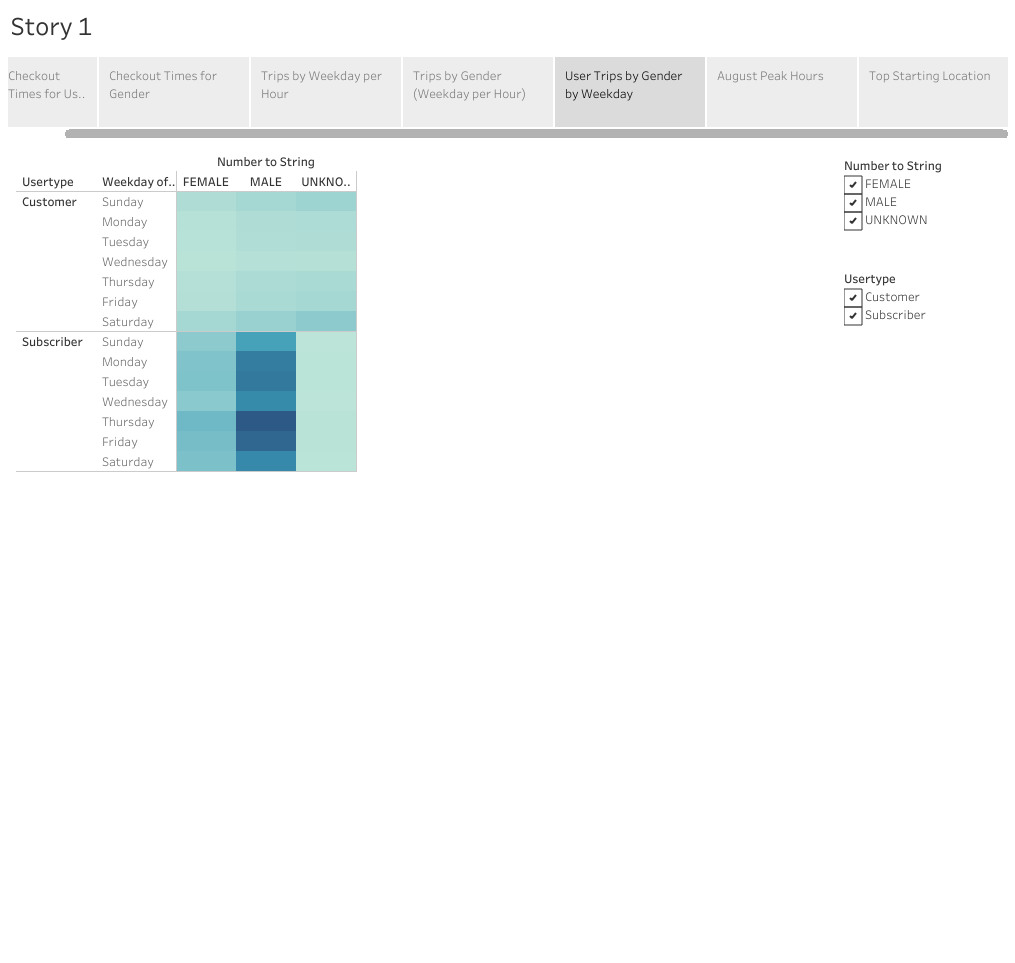 Story 1
Checkout
Times for Us..
Checkout Times for
Gender
Trips by Weekday per
Hour
Trips by Gender
(Weekday per Hour)
User Trips by Gender
by Weekday
August Peak Hours
Top Starting Location
Number to String
Usertype Weekday of.. FEMALE MALE UNKNO..
Customer Sunday
Monday
Tuesday
Wednesday
Thursday
Friday
Saturday
Subscriber Sunday
Monday
Tuesday
Wednesday
Thursday
Friday
Saturday
Number to String
FEMALE
MALE
UNKNOWN
Usertype
Customer
Subscriber